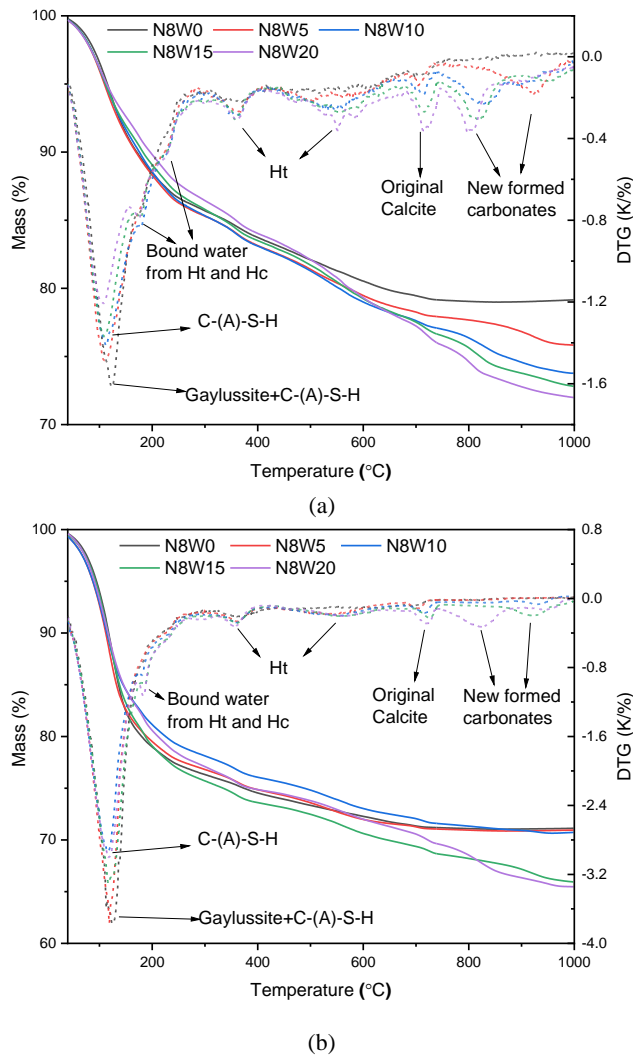 N8W0 N8W5 N8W10
N8W15 N8W20
100
90
80
70
Mass (%)
0.0
-0.4
-0.8
-1.2
-1.6
DTG (K/%)
Ht
Original
Calcite
New formed
carbonates
Bound water
from Ht and Hc
C-(A)-S-H
Gaylussite+C-(A)-S-H
200 400 600 800 1000
Temperature (°C)
(a)
N8W0 N8W5 N8W10
N8W15 N8W20
100
90
80
70
60
Mass (%)
0.8
0.0
-0.8
-1.6
-2.4
-3.2
-4.0
DTG (K/%)
Ht
Original
Calcite
New formed
carbonates
Bound water
from Ht and Hc
C-(A)-S-H
Gaylussite+C-(A)-S-H
200 400 600 800 1000
Temperature (°C)
(b)